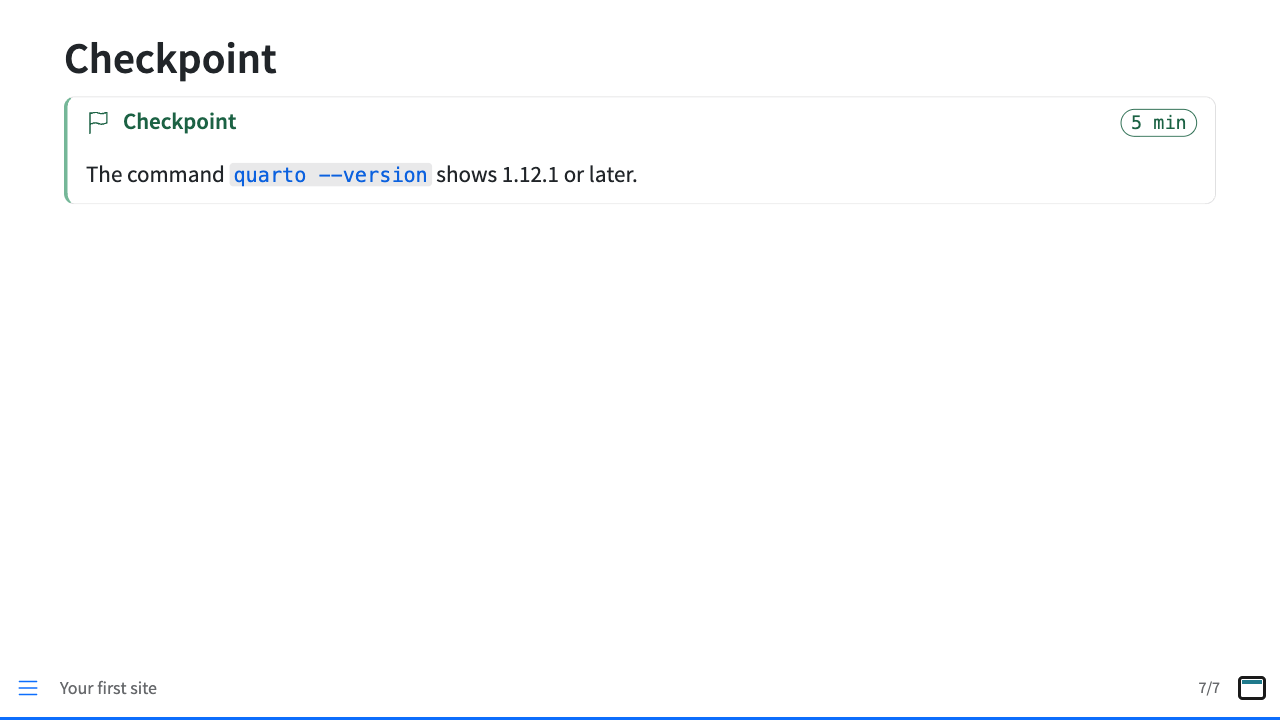 Checkpoint
Checkpoint
5 min
The command quarto --version shows 1.12.1 or later.
Your first site
7/7